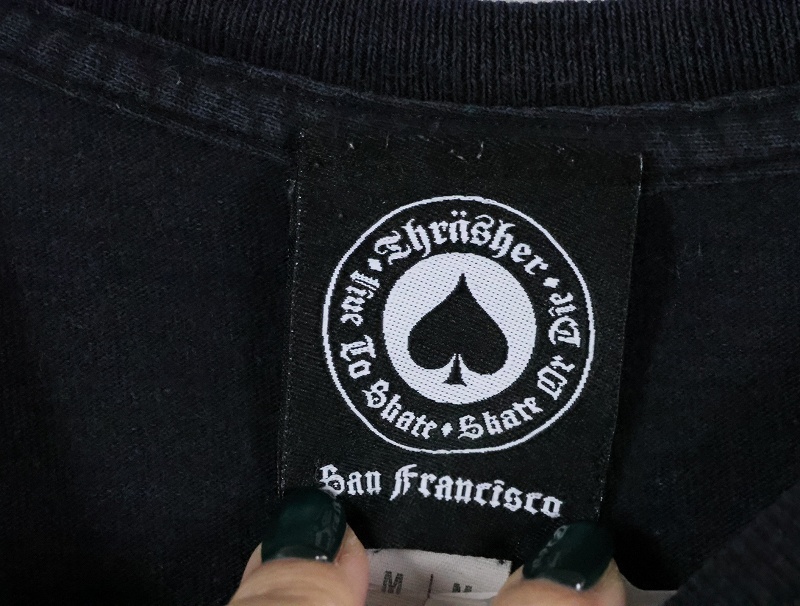 Thräsher
Live To Skate • Skate Or Die
San Francisco
M